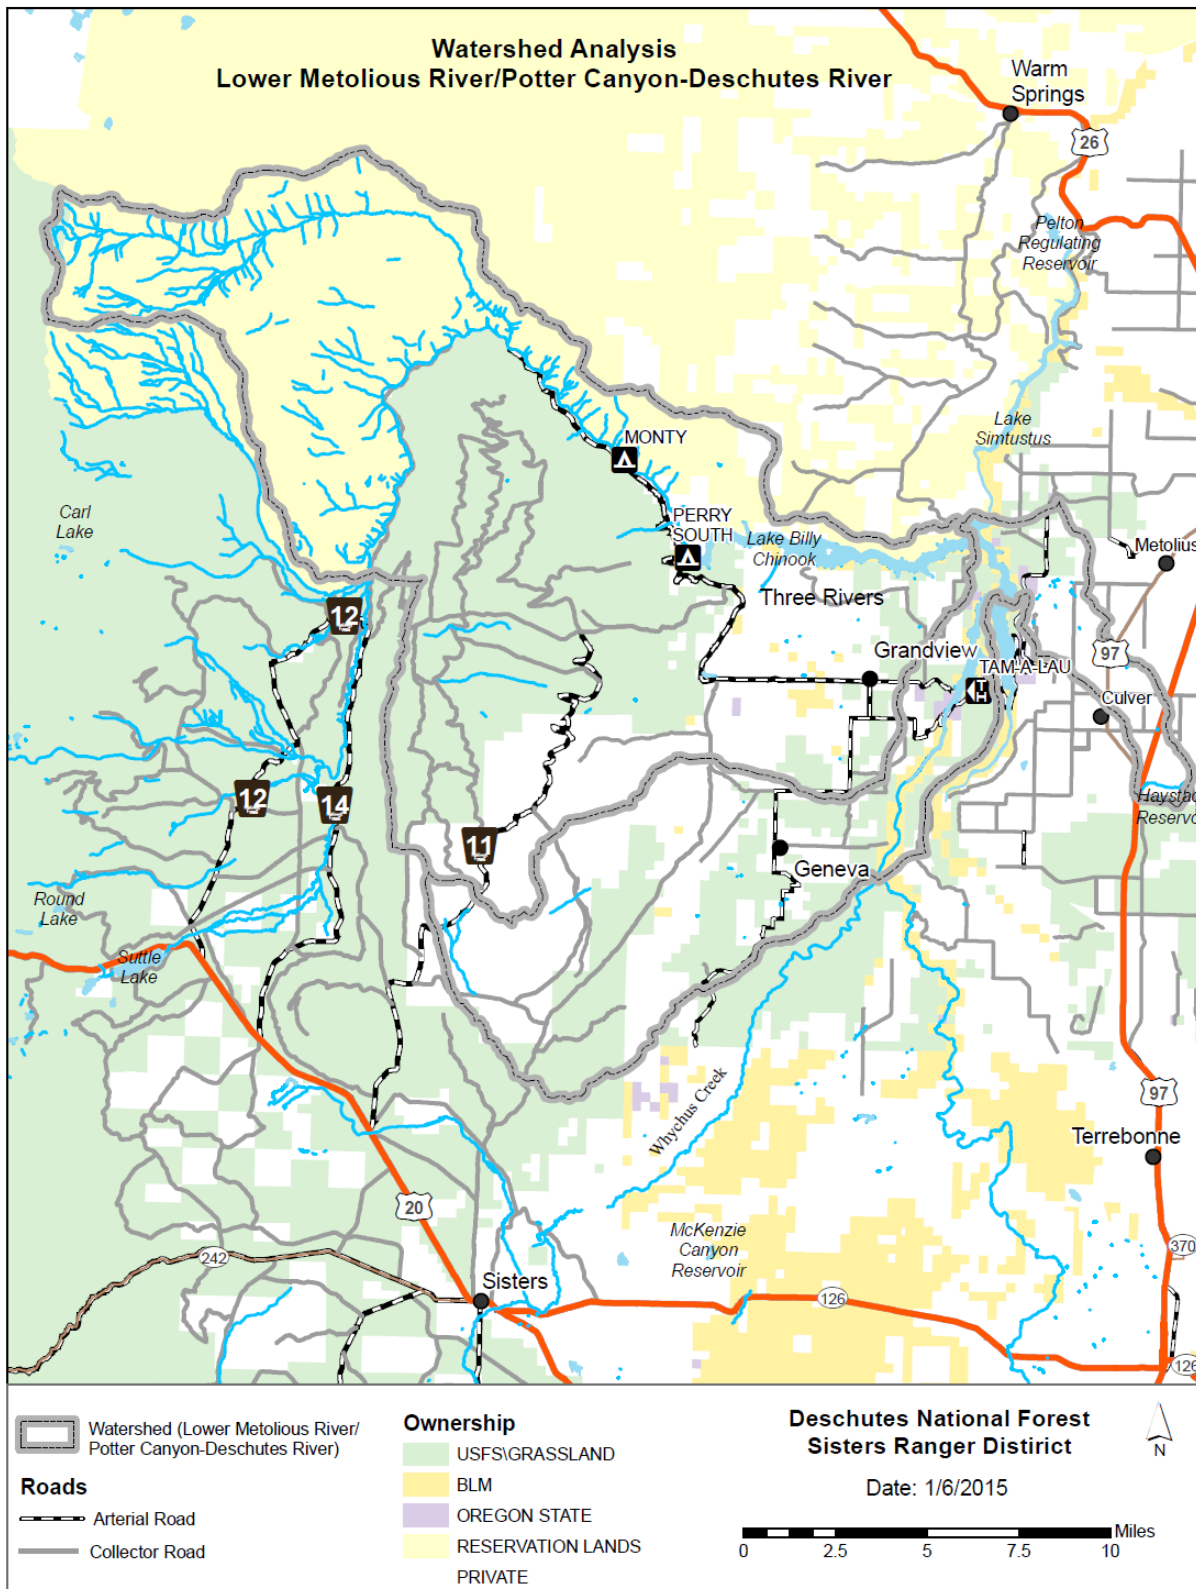 Watershed Analysis
Lower Metolious River/Potter Canyon-Deschutes River
Warm
Springs
26
Pelton
Regulating
Reservoir
Lake
Simtustus
MONTY
Carl
Lake
PERRY
SOUTH
Lake Billy
Chinook
Metolius
Three Rivers
12
Grandview
97
TAM-A-LAU
TH
Culver
12
14
11
Haystac
Reservo
Geneva
Round
Lake
Suttle
Lake
Whychus Creek
97
Terrebonne
20
McKenzie
Canyon
Reservoir
242
370
Sisters
126
126
Watershed (Lower Metolious River/
Potter Canyon-Deschutes River)
Roads
Arterial Road
Collector Road
Ownership
USFS\GRASSLAND
BLM
OREGON STATE
RESERVATION LANDS
PRIVATE
Deschutes National Forest
Sisters Ranger Distirict
N
Date: 1/6/2015
Miles
0 2.5 5 7.5 10